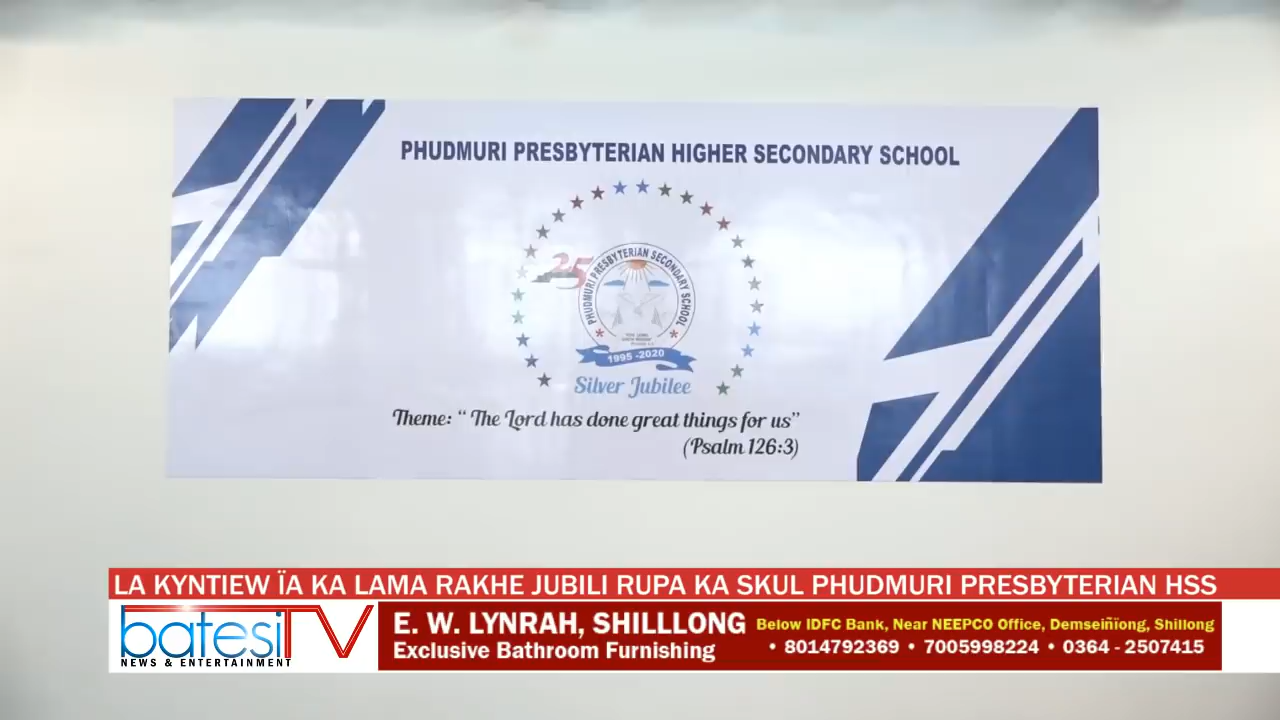 PHUDMURI PRESBYTERIAN HIGHER SECONDARY SCHOOL
25
PHUDMURI PRESBYTERIAN SECONDARY SCHOOL
1995 -2020
Silver Jubilee
Theme: “ The Lord has done great things for us”
(Psalm 126:3)
LA KYNTIEW ÏA KA LAMA RAKHE JUBILI RUPA KA SKUL PHUDMURI PRESBYTERIAN HSS
batesi TV
NEWS & ENTERTAINMENT
E. W. LYNRAH, SHILLLONG
Exclusive Bathroom Furnishing
Below IDFC Bank, Near NEEPCO Office, Demseiñiong, Shillong
• 8014792369 • 7005998224 • 0364 - 2507415